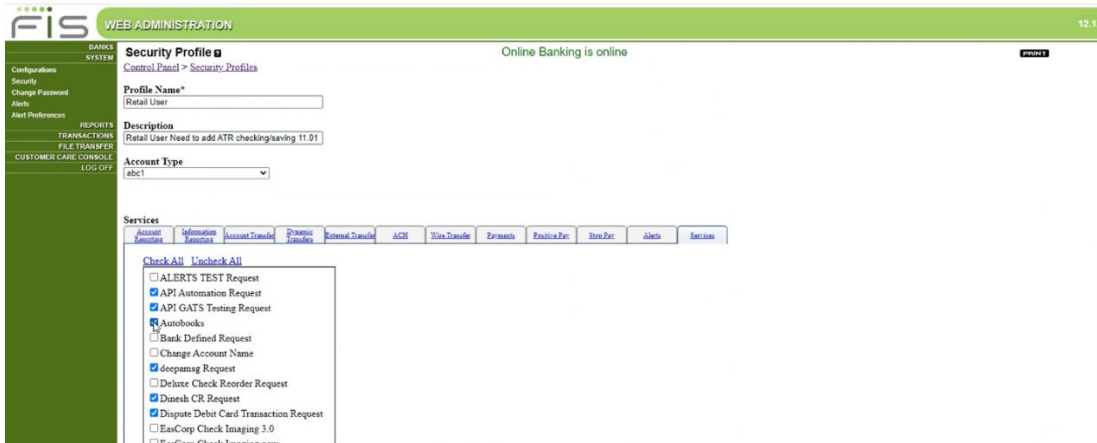 FIS
WEB ADMINISTRATION
12.1
BANKS
SYSTEM
Configurations
Security
Change Password
Alerts
Alert Preferences
REPORTS
TRANSACTIONS
FILE TRANSFER
CUSTOMER CARE CONSOLE
LOG OFF
Security Profile
Online Banking is online
PRINT
Control Panel > Security Profiles
Profile Name*
Retail User
Description
Retail User Need to add ATR checking/saving 11.01
Account Type
abc1
Services
Account Reporting Information Reporting Account Transfer Dynamic Transfers External Transfer ACH Wire Transfer Payments Positive Pay Stop Pay Alerts Services
Check All Uncheck All
ALERTS TEST Request
API Automation Request
API GATS Testing Request
Autobooks
Bank Defined Request
Change Account Name
deepamsg Request
Deluxe Check Reorder Request
Dinesh CR Request
Dispute Debit Card Transaction Request
EasCorp Check Imaging 3.0